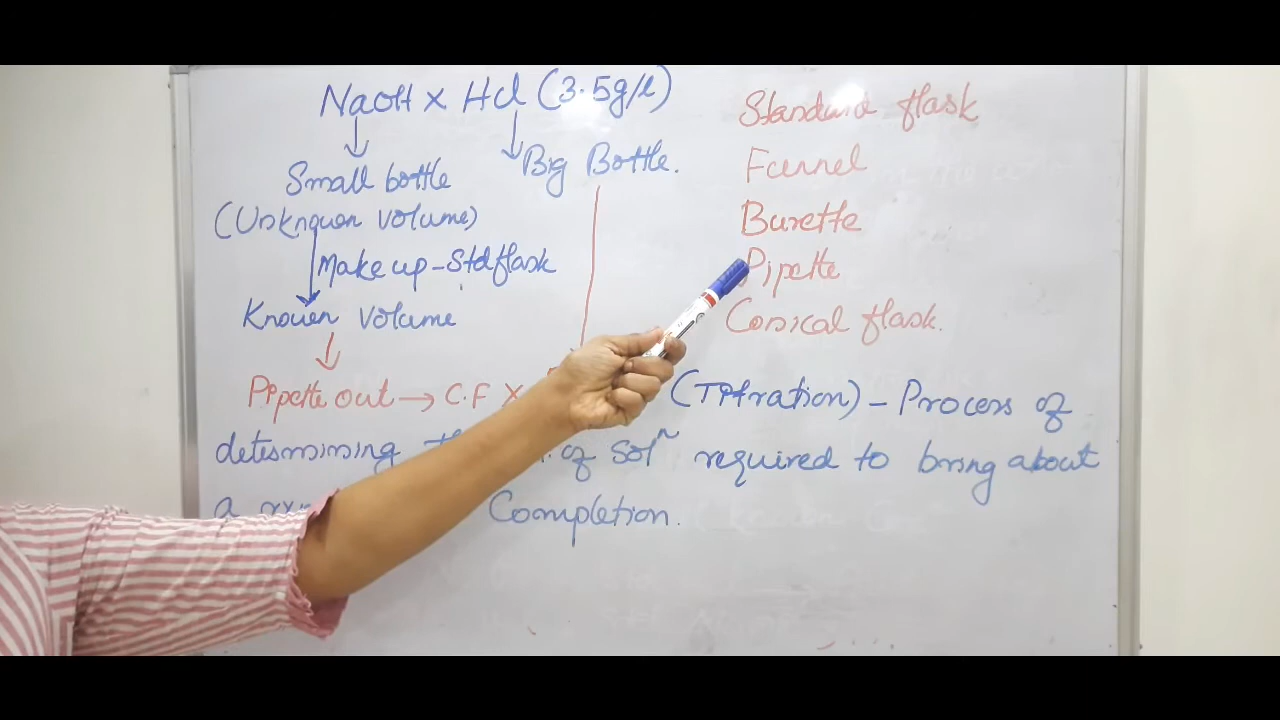 NaOH x Hcl (3.5g/l)
Small bottle
Big Bottle.
(Unknown volume)
Make up - Std flask
Known volume
Pipette out → C.F X
(Titration) - Process of
determining of solⁿ required to bring about
a Completion.
Standard flask
Funnel
Burette
Pipette
Conical flask.